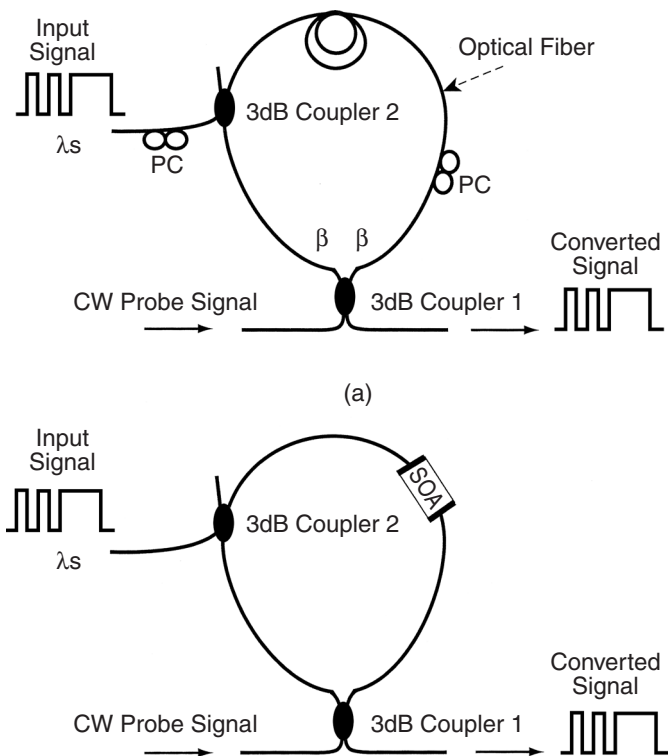 Input
Signal
Optical Fiber
3dB Coupler 2
λs
PC
PC
β β
Converted
Signal
CW Probe Signal
3dB Coupler 1
(a)
Input
Signal
SOA
3dB Coupler 2
λs
Converted
Signal
CW Probe Signal
3dB Coupler 1